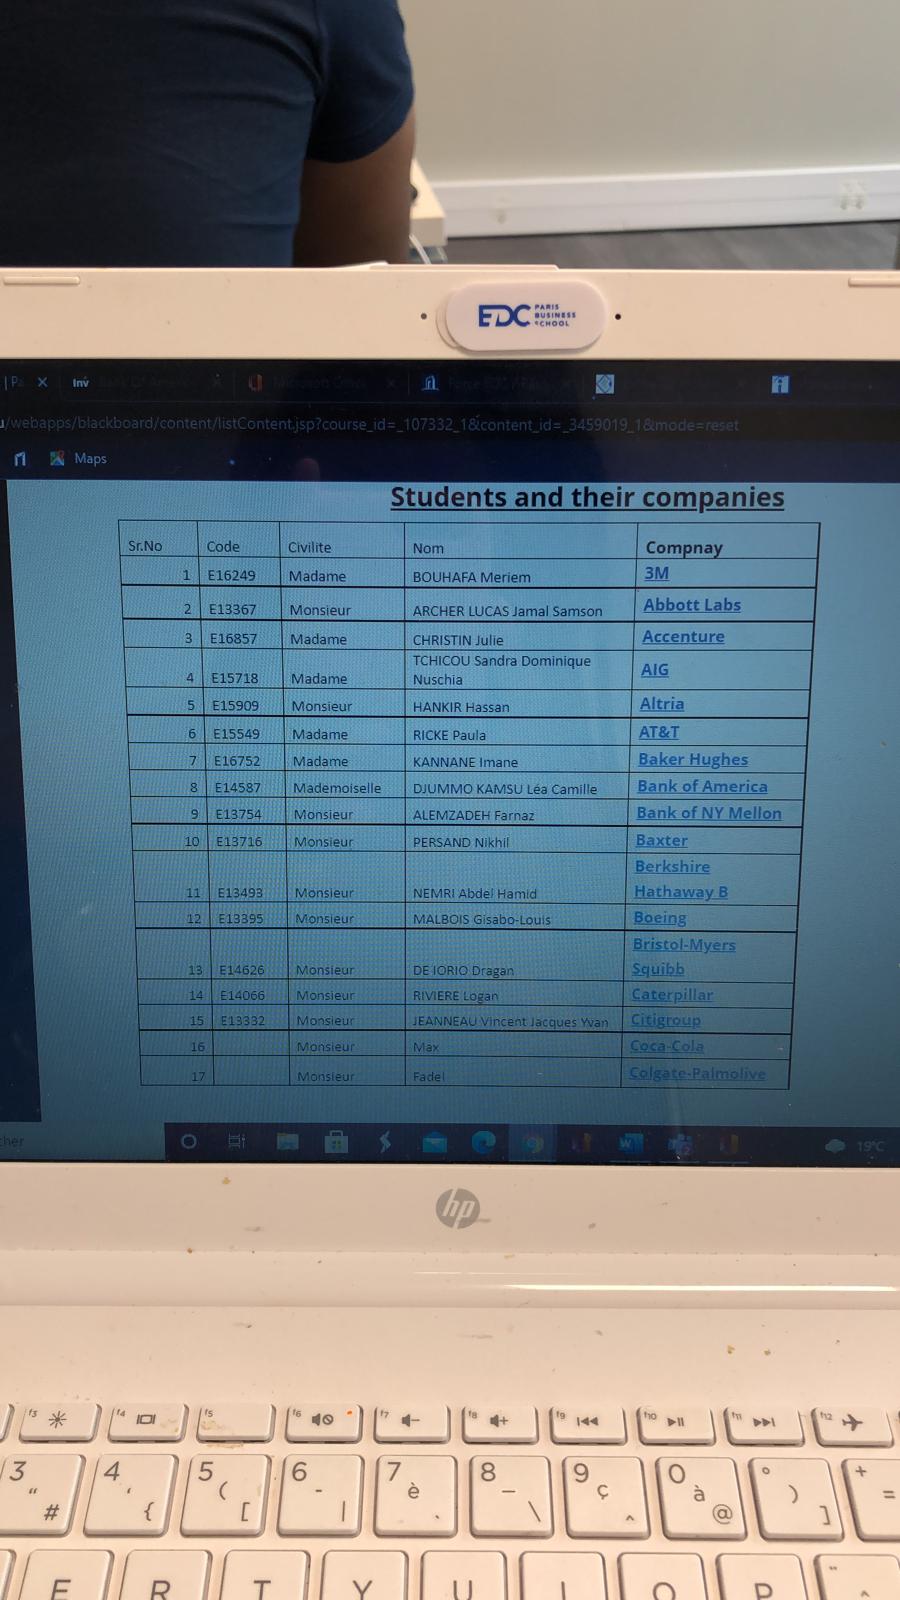 EDC PARIS
BUSINESS
SCHOOL
Inv
/webapps/blackboard/content/listContent.jsp?course_id=_107332_1&content_id=_3459019_1&mode=reset
Maps
Students and their companies
Sr.No Code Civilite Nom Compnay
1 E16249 Madame BOUHAFA Meriem 3M
2 E13367 Monsieur ARCHER LUCAS Jamal Samson Abbott Labs
3 E16857 Madame CHRISTIN Julie Accenture
4 E15718 Madame TCHICOU Sandra Dominique Nuschia AIG
5 E15909 Monsieur HANKIR Hassan Altria
6 E15549 Madame RICKE Paula AT&T
7 E16752 Madame KANNANE Imane Baker Hughes
8 E14587 Mademoiselle DJUMMO KAMSU Léa Camille Bank of America
9 E13754 Monsieur ALEMZADEH Farnaz Bank of NY Mellon
10 E13716 Monsieur PERSAND Nikhil Baxter
11 E13493 Monsieur NEMRI Abdel Hamid Berkshire Hathaway B
12 E13395 Monsieur MALBOIS Gisabo-Louis Boeing
13 E14626 Monsieur DE IORIO Dragan Bristol-Myers Squibb
14 E14066 Monsieur RIVIERE Logan Caterpillar
15 E13332 Monsieur JEANNEAU Vincent Jacques Yvan Citigroup
16 Monsieur Max Coca-Cola
17 Monsieur Fadel Colgate-Palmolive
19°C
hp
f3 f4 f5 f6 f7 f8 f9 f10 f11 f12
3 " # 4 ' { 5 ( [ 6 - | 7 è 8 _ \ 9 ç ^ 0 à @ ° ) ] + =
E R T Y U I O P